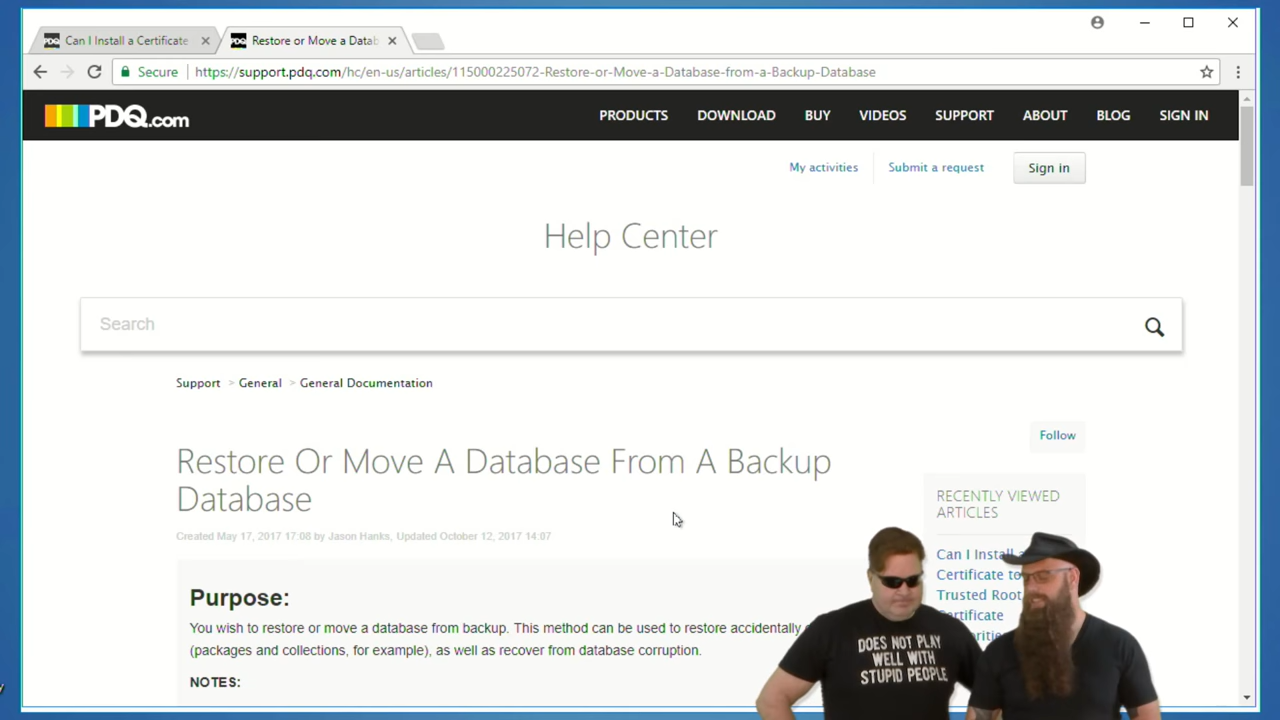 Can I Install a Certificate
Restore or Move a Datab
Secure
https://support.pdq.com/hc/en-us/articles/115000225072-Restore-or-Move-a-Database-from-a-Backup-Database
PDQ.com
PRODUCTS
DOWNLOAD
BUY
VIDEOS
SUPPORT
ABOUT
BLOG
SIGN IN
My activities
Submit a request
Sign in
Help Center
Search
Support > General > General Documentation
Follow
Restore Or Move A Database From A Backup
Database
Created May 17, 2017 17:06 by Jason Hanks, Updated October 12, 2017 14:07
RECENTLY VIEWED
ARTICLES
Can I Install
Certificate to
Trusted Root
Purpose:
You wish to restore or move a database from backup. This method can be used to restore accidentally
(packages and collections, for example), as well as recover from database corruption.
NOTES:
DOES NOT PLAY
WELL WITH
STUPID PEOPLE